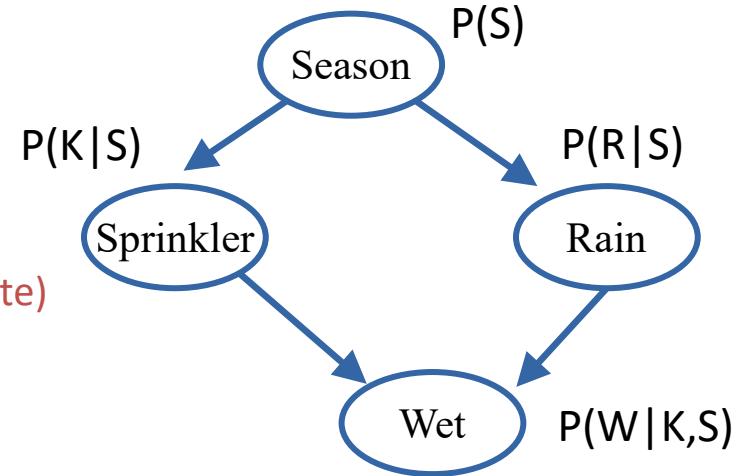 P(S)
Season
P(K|S)
P(R|S)
Sprinkler
Rain
te)
Wet
P(W|K,S)